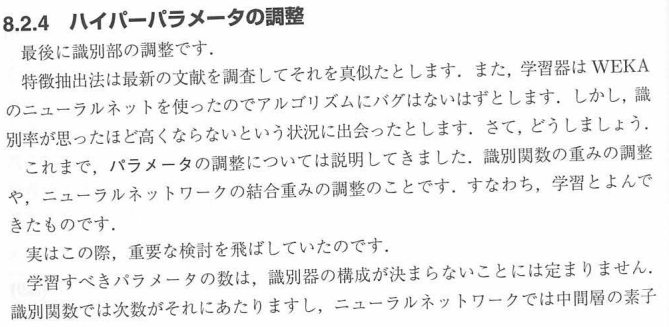 8.2.4 ハイパーパラメータの調整
最後に識別部の調整です．
特徴抽出法は最新の文献を調査してそれを真似たとします．また，学習器は WEKA
のニューラルネットを使ったのでアルゴリズムにバグはないはずとします．しかし，識
別率が思ったほど高くならないという状況に出会ったとします．さて，どうしましょう．
これまで，パラメータの調整については説明してきました．識別関数の重みの調整
や，ニューラルネットワークの結合重みの調整のことです．すなわち，学習とよんで
きたものです．
実はこの際，重要な検討を飛ばしていたのです．
学習すべきパラメータの数は，識別器の構成が決まらないことには定まりません．
識別関数では次数がそれにあたりますし，ニューラルネットワークでは中間層の素子